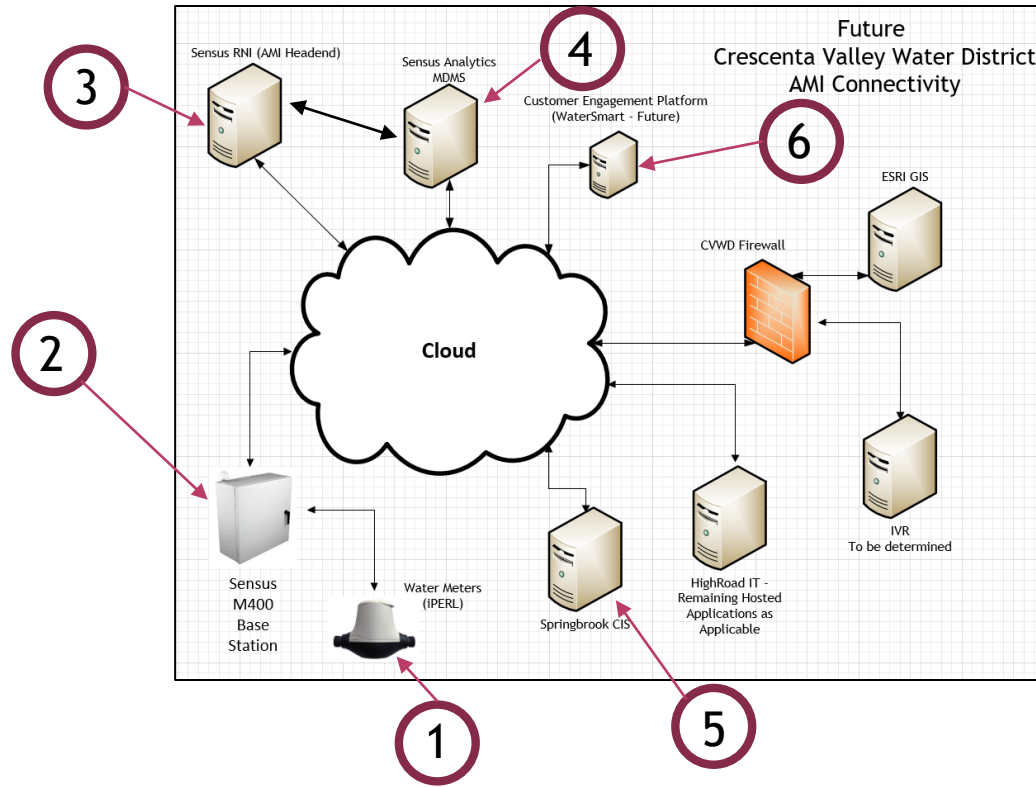 Future
Crescenta Valley Water District
AMI Connectivity
3
Sensus RNI (AMI Headend)
4
Sensus Analytics
MDMS
Customer Engagement Platform
(WaterSmart - Future)
6
ESRI GIS
CVWD Firewall
2
Cloud
Sensus
M400
Base
Station
Water Meters
(iPERL)
Springbrook CIS
HighRoad IT -
Remaining Hosted
Applications as
Applicable
IVR
To be determined
1
5